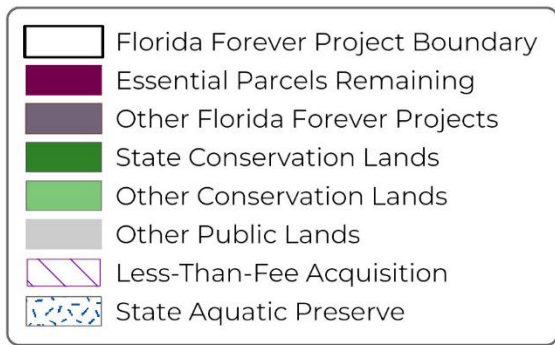 Florida Forever Project Boundary
Essential Parcels Remaining
Other Florida Forever Projects
State Conservation Lands
Other Conservation Lands
Other Public Lands
Less-Than-Fee Acquisition
State Aquatic Preserve